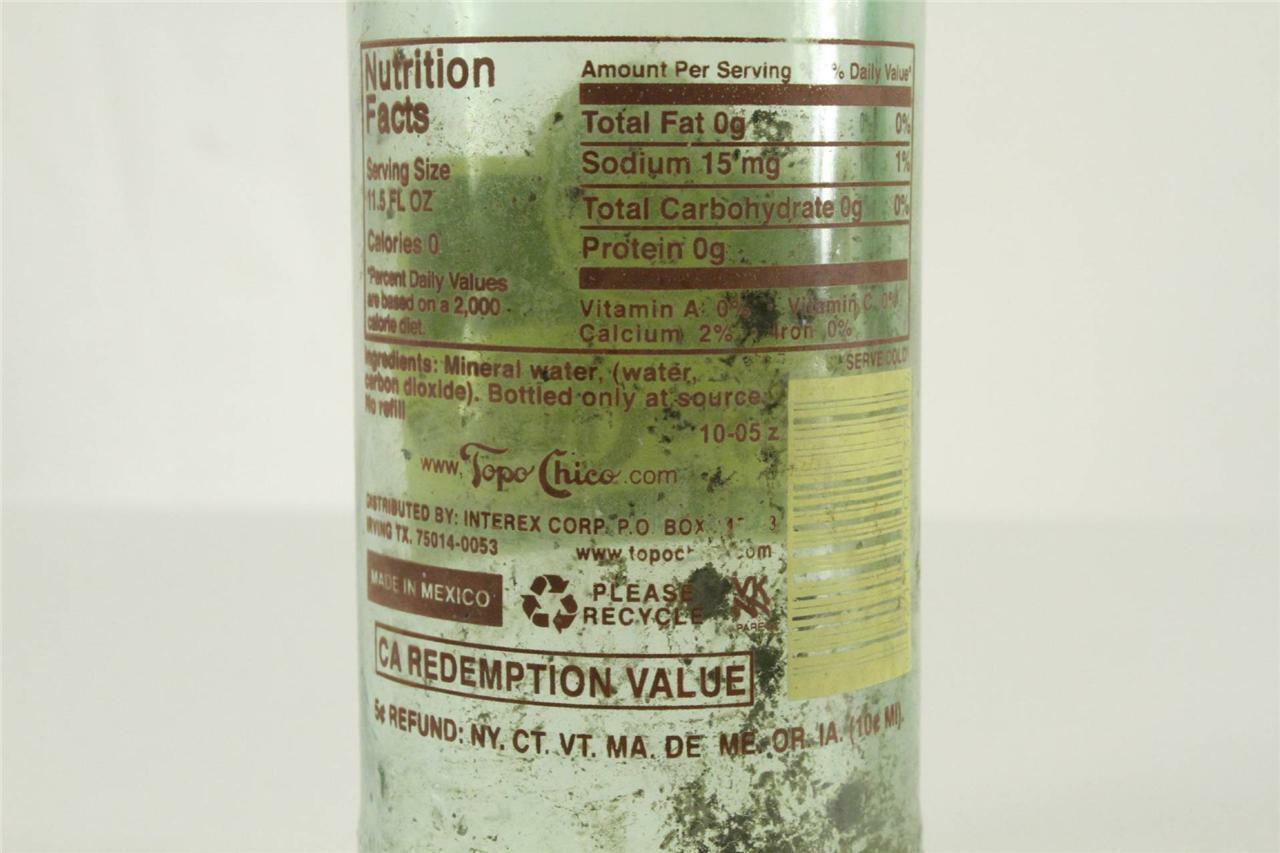 Nutrition
Facts
Serving Size
11.5 FL OZ
Calories 0
*Percent Daily Values
are based on a 2,000
calorie diet.
Amount Per Serving % Daily Value*
Total Fat 0g 0%
Sodium 15 mg 1%
Total Carbohydrate 0g 0%
Protein 0g
Vitamin A 0% Vitamin C 0%
Calcium 2% Iron 0%
Ingredients: Mineral water, (water,
carbon dioxide). Bottled only at source.
No refill
SERVE COLD
10-05 z
www.Topo Chico.com
DISTRIBUTED BY: INTEREX CORP. P.O BOX
IRVING TX. 75014-0053
MADE IN MEXICO
PLEASE
RECYCLE
CA REDEMPTION VALUE
5¢ REFUND: NY. CT. VT. MA. DE ME. OR. IA. (10¢ MI).